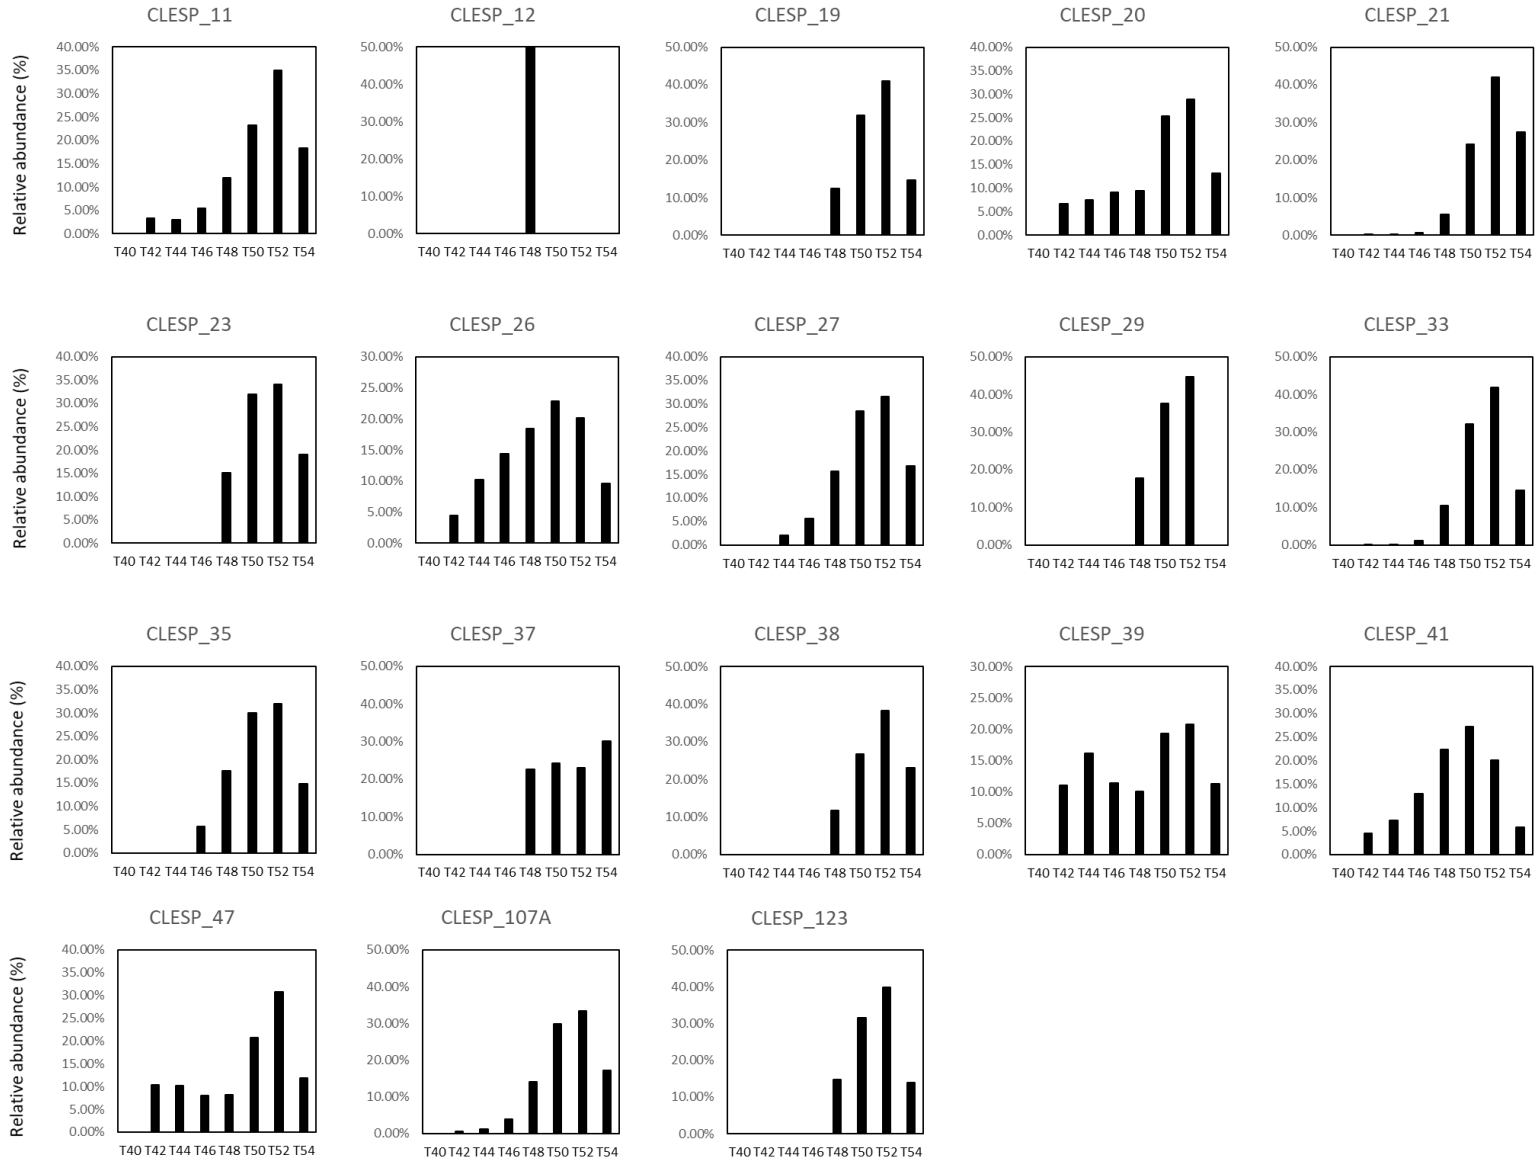 CLESP_11 CLESP_12 CLESP_19 CLESP_20 CLESP_21
Relative abundance (%)
40.00% 50.00% 50.00% 40.00% 50.00%
35.00% 40.00% 40.00% 35.00% 40.00%
30.00% 30.00% 30.00% 30.00% 30.00%
25.00% 20.00% 20.00% 25.00% 20.00%
20.00% 10.00% 10.00% 20.00% 10.00%
15.00% 0.00% 0.00% 15.00% 0.00%
10.00% 10.00%
5.00% 5.00%
0.00% 0.00%
T40 T42 T44 T46 T48 T50 T52 T54 T40 T42 T44 T46 T48 T50 T52 T54 T40 T42 T44 T46 T48 T50 T52 T54 T40 T42 T44 T46 T48 T50 T52 T54 T40 T42 T44 T46 T48 T50 T52 T54
CLESP_23 CLESP_26 CLESP_27 CLESP_29 CLESP_33
Relative abundance (%)
40.00% 30.00% 40.00% 50.00% 50.00%
35.00% 25.00% 35.00% 40.00% 40.00%
30.00% 20.00% 30.00% 30.00% 30.00%
25.00% 15.00% 25.00% 20.00% 20.00%
20.00% 10.00% 20.00% 10.00% 10.00%
15.00% 5.00% 15.00% 0.00% 0.00%
10.00% 0.00% 10.00%
5.00% 5.00%
0.00% 0.00%
T40 T42 T44 T46 T48 T50 T52 T54 T40 T42 T44 T46 T48 T50 T52 T54 T40 T42 T44 T46 T48 T50 T52 T54 T40 T42 T44 T46 T48 T50 T52 T54 T40 T42 T44 T46 T48 T50 T52 T54
CLESP_35 CLESP_37 CLESP_38 CLESP_39 CLESP_41
Relative abundance (%)
40.00% 50.00% 50.00% 30.00% 40.00%
35.00% 40.00% 40.00% 25.00% 35.00%
30.00% 30.00% 30.00% 20.00% 30.00%
25.00% 20.00% 20.00% 15.00% 25.00%
20.00% 10.00% 10.00% 10.00% 20.00%
15.00% 0.00% 0.00% 5.00% 15.00%
10.00% 0.00% 10.00%
5.00% 5.00%
0.00% 0.00%
T40 T42 T44 T46 T48 T50 T52 T54 T40 T42 T44 T46 T48 T50 T52 T54 T40 T42 T44 T46 T48 T50 T52 T54 T40 T42 T44 T46 T48 T50 T52 T54 T40 T42 T44 T46 T48 T50 T52 T54
CLESP_47 CLESP_107A CLESP_123
Relative abundance (%)
40.00% 50.00% 50.00%
35.00% 40.00% 40.00%
30.00% 30.00% 30.00%
25.00% 20.00% 20.00%
20.00% 10.00% 10.00%
15.00% 0.00% 0.00%
10.00%
5.00%
0.00%
T40 T42 T44 T46 T48 T50 T52 T54 T40 T42 T44 T46 T48 T50 T52 T54 T40 T42 T44 T46 T48 T50 T52 T54